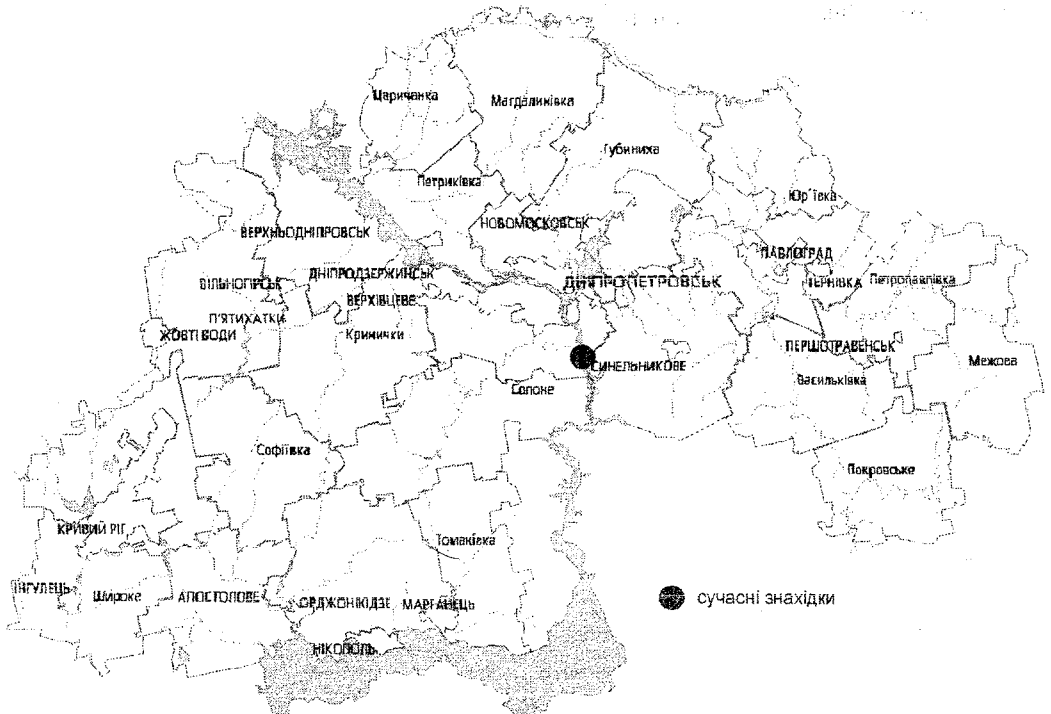 Царичанка
Магдалинівка
Губиниха
Петриківка
Юр'ївка
НОВОМОСКОВСЬК
ВЕРХНЬОДНІПРОВСЬК
ПАВЛОГРАД
ДНІПРОДЗЕРЖИНСЬК
ДНІПРОПЕТРОВСЬК
ВІЛЬНОГІРСЬК
ТЕРНІВКА
Петропавлівка
ВЕРХІВЦЕВЕ
П'ЯТИХАТКИ
ЖОВТІ ВОДИ
Кринички
ПЕРШОТРАВЕНСЬК
Межова
СИНЕЛЬНИКОВЕ
Васильківка
Солоне
Софіївка
Покровське
КРИВИЙ РІГ
Томаківка
ІНГУЛЕЦЬ
Широке
АПОСТОЛОВЕ
ОРДЖОНІКІДЗЕ
МАРГАНЕЦЬ
сучасні знахідки
НІКОПОЛЬ